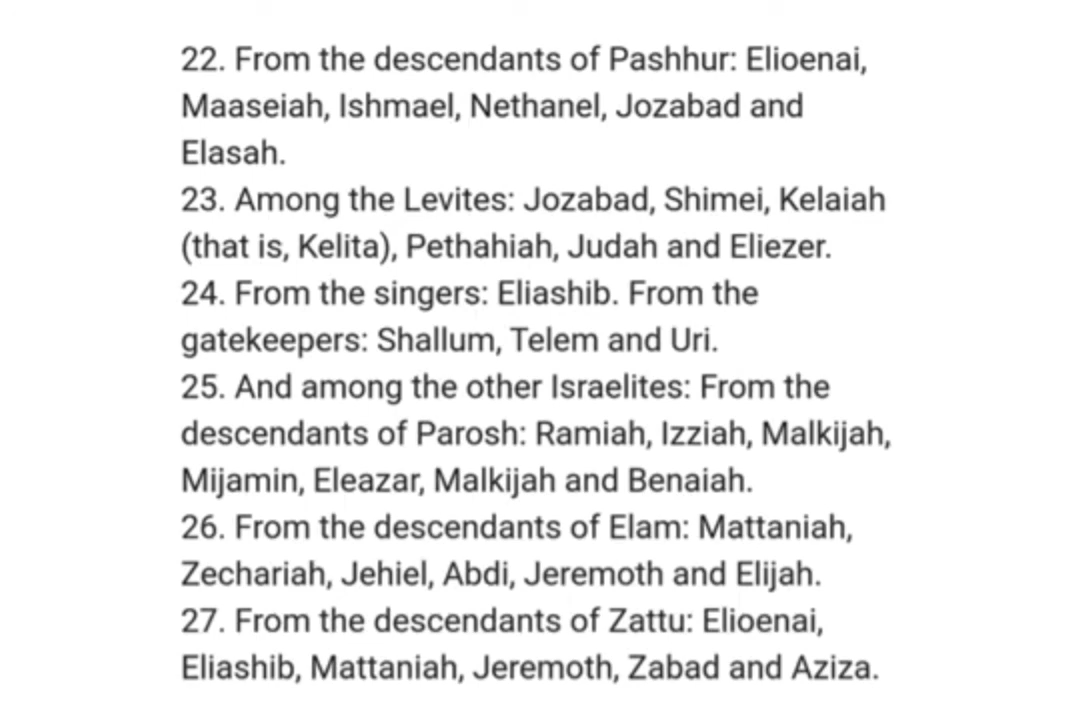 22. From the descendants of Pashhur: Elioenai,
Maaseiah, Ishmael, Nethanel, Jozabad and
Elasah.
23. Among the Levites: Jozabad, Shimei, Kelaiah
(that is, Kelita), Pethahiah, Judah and Eliezer.
24. From the singers: Eliashib. From the
gatekeepers: Shallum, Telem and Uri.
25. And among the other Israelites: From the
descendants of Parosh: Ramiah, Izziah, Malkijah,
Mijamin, Eleazar, Malkijah and Benaiah.
26. From the descendants of Elam: Mattaniah,
Zechariah, Jehiel, Abdi, Jeremoth and Elijah.
27. From the descendants of Zattu: Elioenai,
Eliashib, Mattaniah, Jeremoth, Zabad and Aziza.